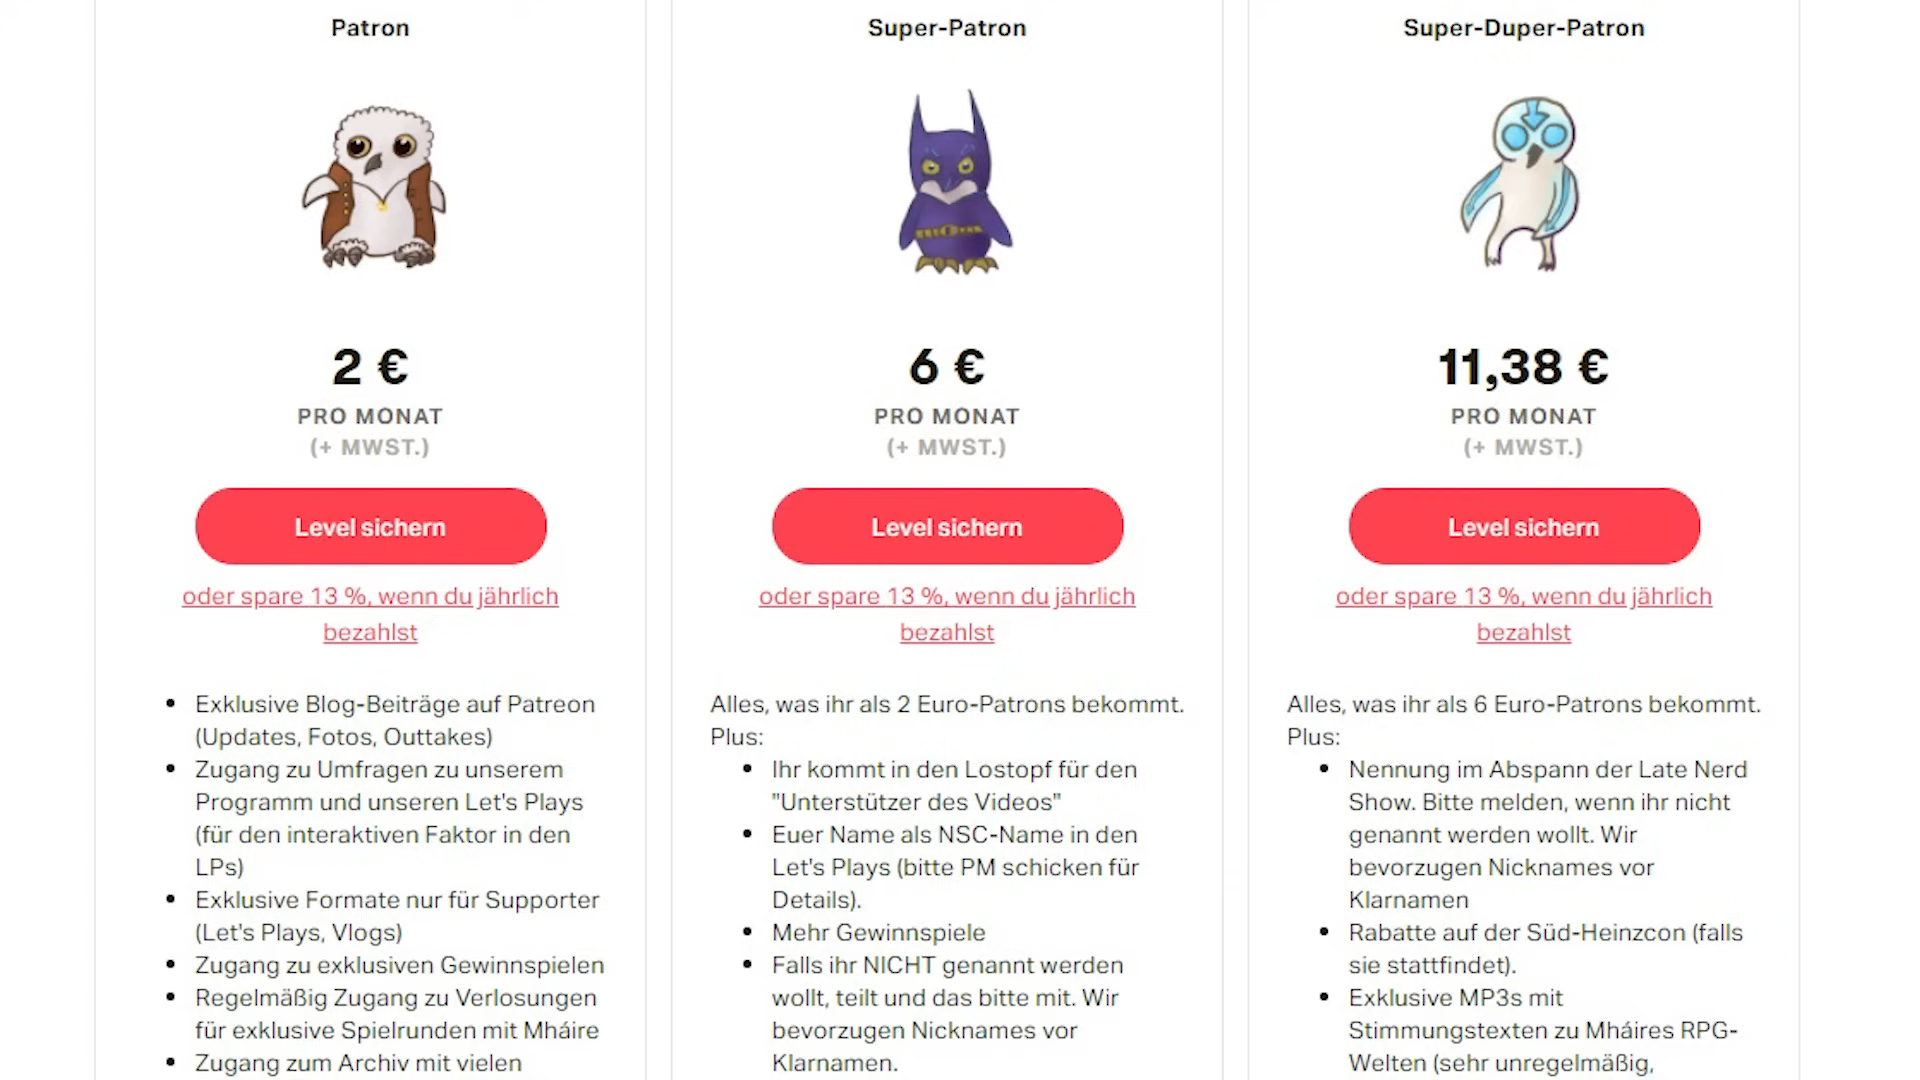 Patron
2 €
PRO MONAT
(+ MWST.)
Level sichern
oder spare 13 %, wenn du jährlich
bezahlst
• Exklusive Blog-Beiträge auf Patreon
(Updates, Fotos, Outtakes)
• Zugang zu Umfragen zu unserem
Programm und unseren Let's Plays
(für den interaktiven Faktor in den
LPs)
• Exklusive Formate nur für Supporter
(Let's Plays, Vlogs)
• Zugang zu exklusiven Gewinnspielen
• Regelmäßig Zugang zu Verlosungen
für exklusive Spielrunden mit Mháire
• Zugang zum Archiv mit vielen
Super-Patron
6 €
PRO MONAT
(+ MWST.)
Level sichern
oder spare 13 %, wenn du jährlich
bezahlst
Alles, was ihr als 2 Euro-Patrons bekommt.
Plus:
• Ihr kommt in den Lostopf für den
"Unterstützer des Videos"
• Euer Name als NSC-Name in den
Let's Plays (bitte PM schicken für
Details).
• Mehr Gewinnspiele
• Falls ihr NICHT genannt werden
wollt, teilt und das bitte mit. Wir
bevorzugen Nicknames vor
Klarnamen.
Super-Duper-Patron
11,38 €
PRO MONAT
(+ MWST.)
Level sichern
oder spare 13 %, wenn du jährlich
bezahlst
Alles, was ihr als 6 Euro-Patrons bekommt.
Plus:
• Nennung im Abspann der Late Nerd
Show. Bitte melden, wenn ihr nicht
genannt werden wollt. Wir
bevorzugen Nicknames vor
Klarnamen
• Rabatte auf der Süd-Heinzcon (falls
sie stattfindet).
• Exklusive MP3s mit
Stimmungstexten zu Mháires RPG-
Welten (sehr unregelmäßig,